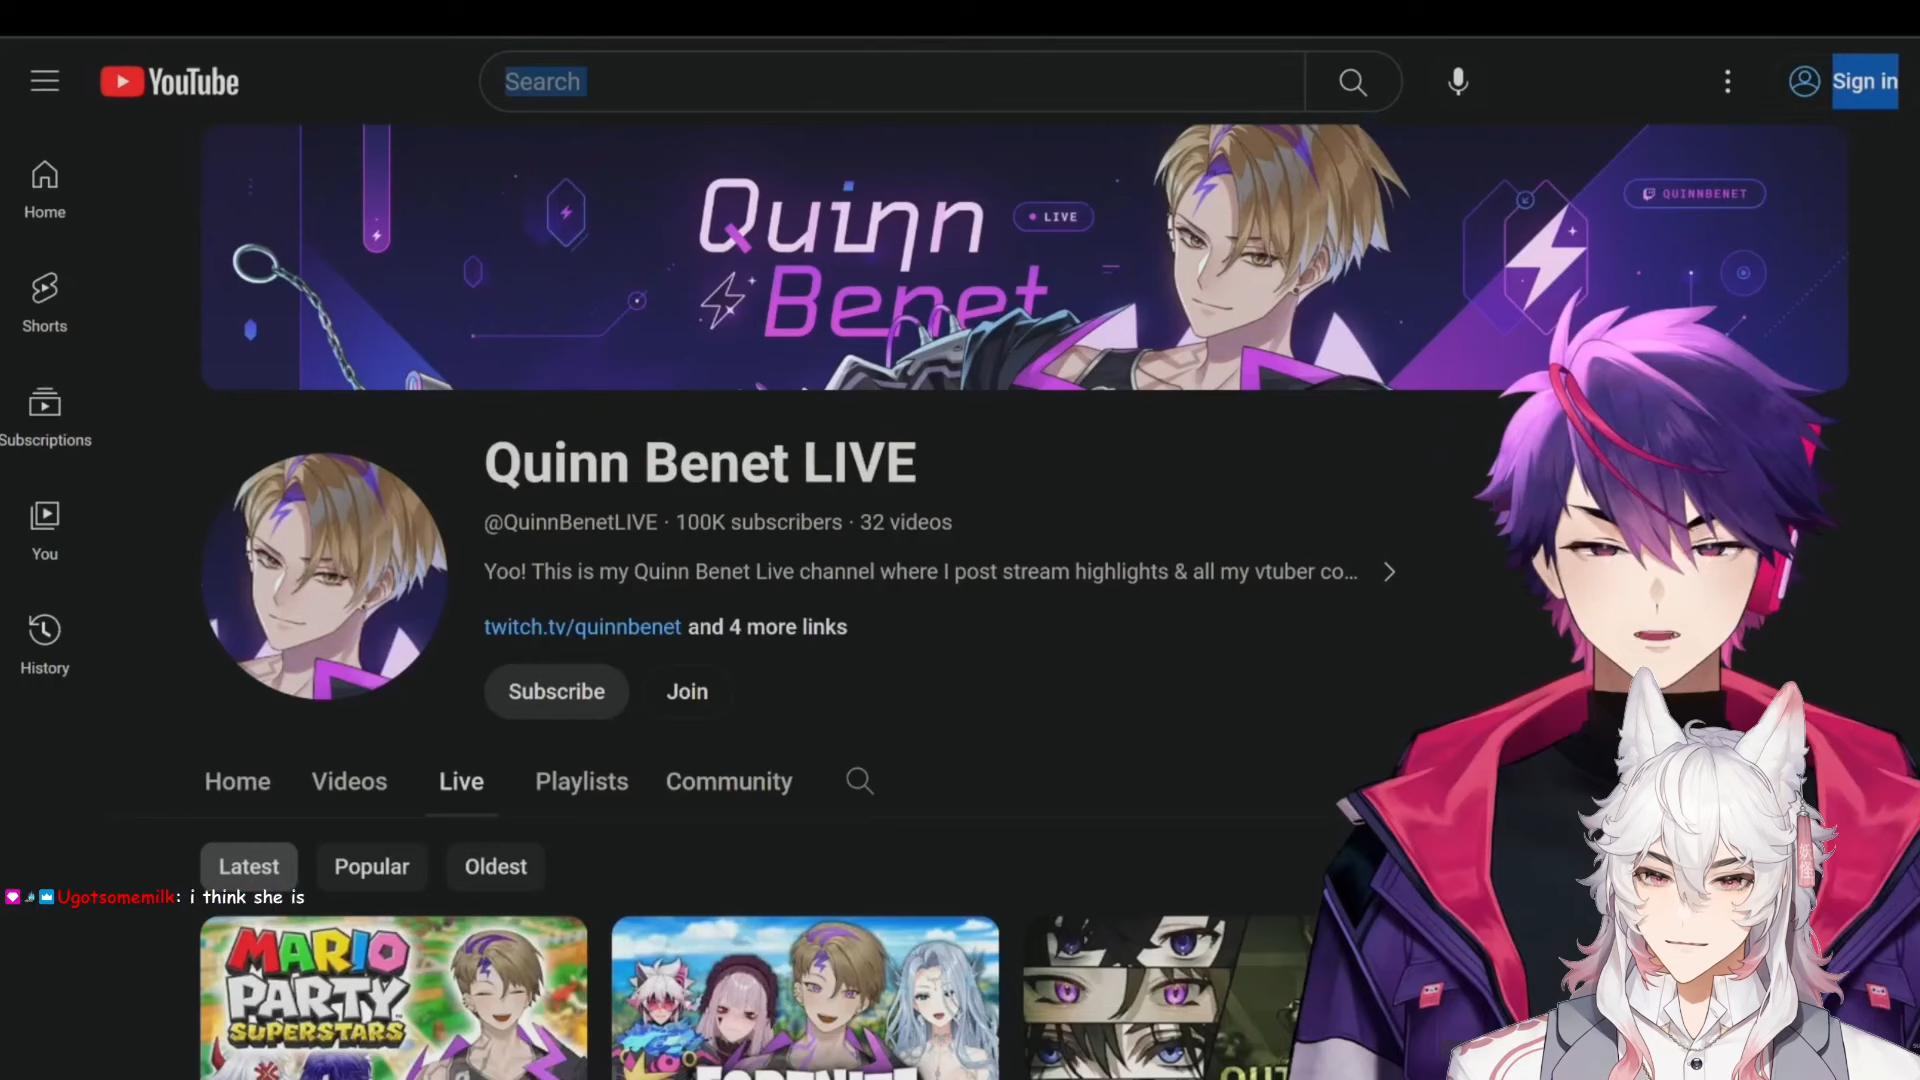 YouTube
Search
Sign in
Home
Shorts
Subscriptions
You
History
Quinn
LIVE
Benet
QUINNBENET
Quinn Benet LIVE
@QuinnBenetLIVE · 100K subscribers · 32 videos
Yoo! This is my Quinn Benet Live channel where I post stream highlights & all my vtuber co...
twitch.tv/quinnbenet and 4 more links
Subscribe
Join
Home
Videos
Live
Playlists
Community
Latest
Popular
Oldest
Ugotsomemilk: i think she is
MARIO
PARTY
SUPERSTARS
FORTNITE
妖怪